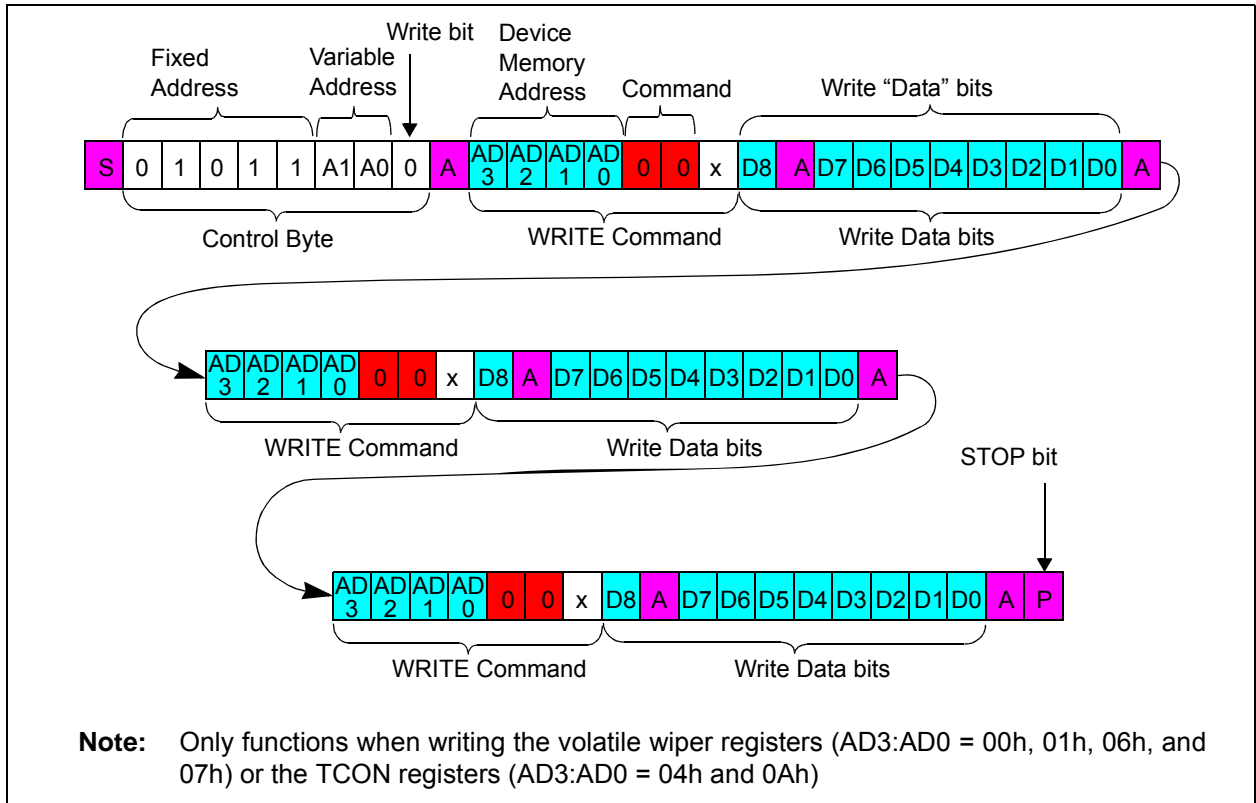 Write bit
Device
Memory
Address
Fixed
Address
Variable
Address
Command
Write “Data” bits
S 0 1 0 1 1 A1 A0 0 A AD3 AD2 AD1 AD0 0 0 x D8 A D7 D6 D5 D4 D3 D2 D1 D0 A
Control Byte WRITE Command Write Data bits
AD3 AD2 AD1 AD0 0 0 x D8 A D7 D6 D5 D4 D3 D2 D1 D0 A
WRITE Command Write Data bits
STOP bit
AD3 AD2 AD1 AD0 0 0 x D8 A D7 D6 D5 D4 D3 D2 D1 D0 A P
WRITE Command Write Data bits
Note: Only functions when writing the volatile wiper registers (AD3:AD0 = 00h, 01h, 06h, and
07h) or the TCON registers (AD3:AD0 = 04h and 0Ah)